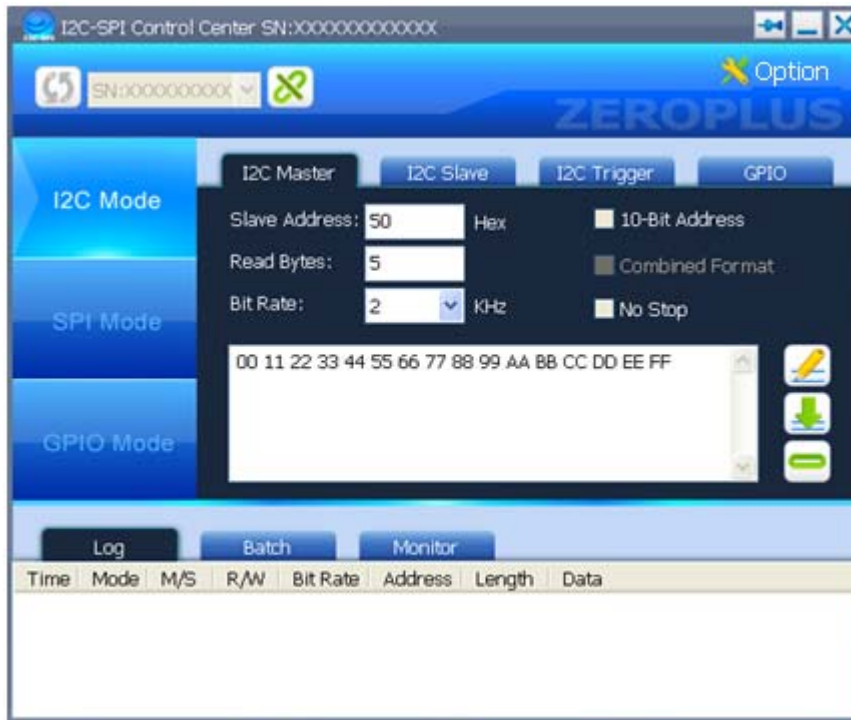 I2C-SPI Control Center SN:XXXXXXXXXXXX
SN:XXXXXXXXXX
Option
ZEROPLUS
I2C Mode
SPI Mode
GPIO Mode
I2C Master I2C Slave I2C Trigger GPIO
Slave Address: 50 Hex 10-Bit Address
Read Bytes: 5 Combined Format
Bit Rate: 2 KHz No Stop
00 11 22 33 44 55 66 77 88 99 AA BB CC DD EE FF
Log Batch Monitor
Time Mode M/S R/W Bit Rate Address Length Data